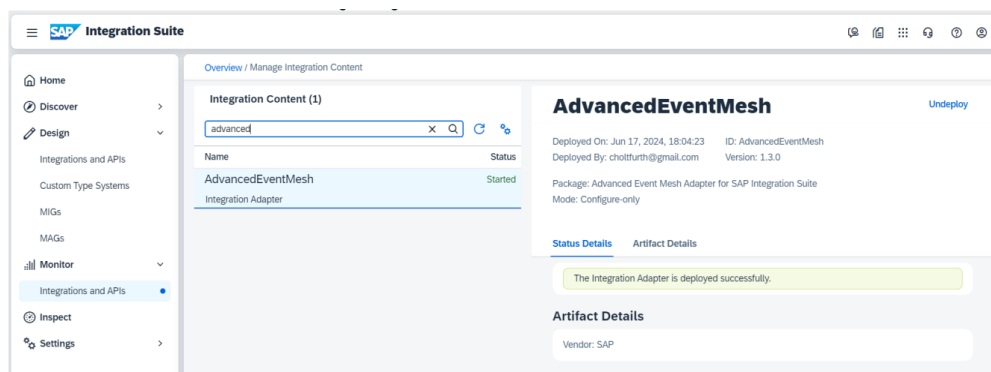 SAP Integration Suite
Home
Discover
Design
Integrations and APIs
Custom Type Systems
MIGs
MAGs
Monitor
Integrations and APIs
Inspect
Settings
Overview / Manage Integration Content
Integration Content (1)
advanced
Name Status
AdvancedEventMesh Started
Integration Adapter
AdvancedEventMesh Undeploy
Deployed On: Jun 17, 2024, 18:04:23 ID: AdvancedEventMesh
Deployed By: choltfurth@gmail.com Version: 1.3.0
Package: Advanced Event Mesh Adapter for SAP Integration Suite
Mode: Configure-only
Status Details Artifact Details
The Integration Adapter is deployed successfully.
Artifact Details
Vendor: SAP